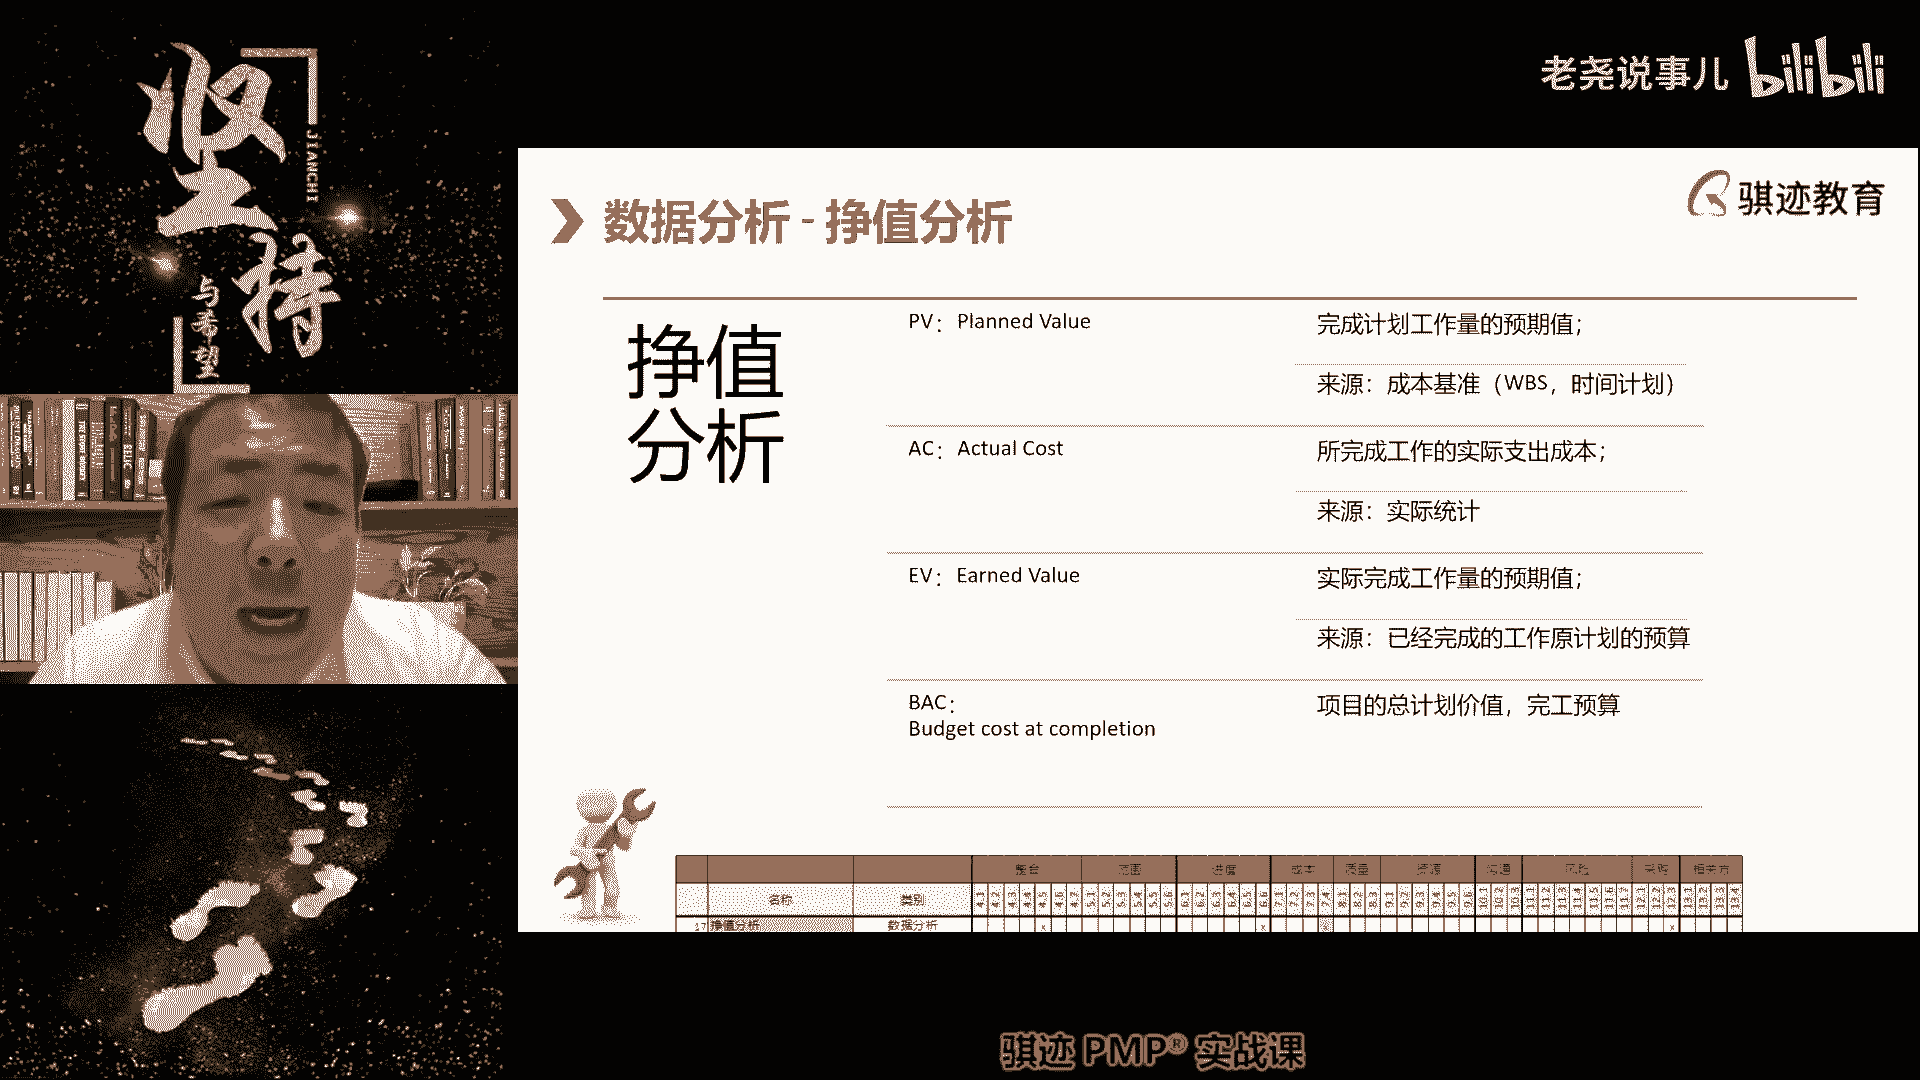 坚持
JIANCHI
与希望
老尧说事儿 bilibili
骐迹教育
数据分析 - 挣值分析
挣值
分析
PV：Planned Value
完成计划工作量的预期值；
来源：成本基准（WBS，时间计划）
AC：Actual Cost
所完成工作的实际支出成本；
来源：实际统计
EV：Earned Value
实际完成工作量的预期值；
来源：已经完成的工作原计划的预算
BAC：
Budget cost at completion
项目的总计划价值，完工预算
整合 范围 进度 成本 质量 资源 沟通 风险 采购 相关方
名称 类别
17 挣值分析 数据分析 x x x x
骐迹 PMP® 实战课